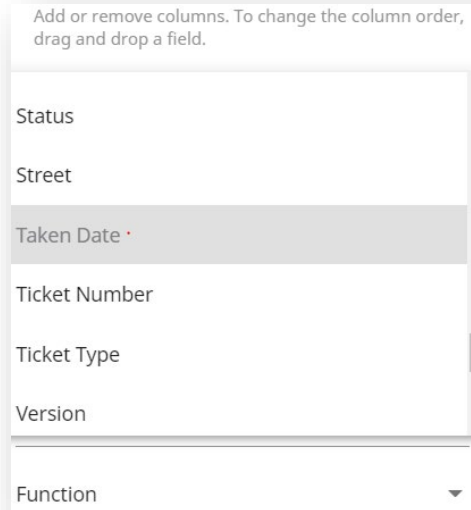 Add or remove columns. To change the column order,
drag and drop a field.
Status
Street
Taken Date
Ticket Number
Ticket Type
Version
Function